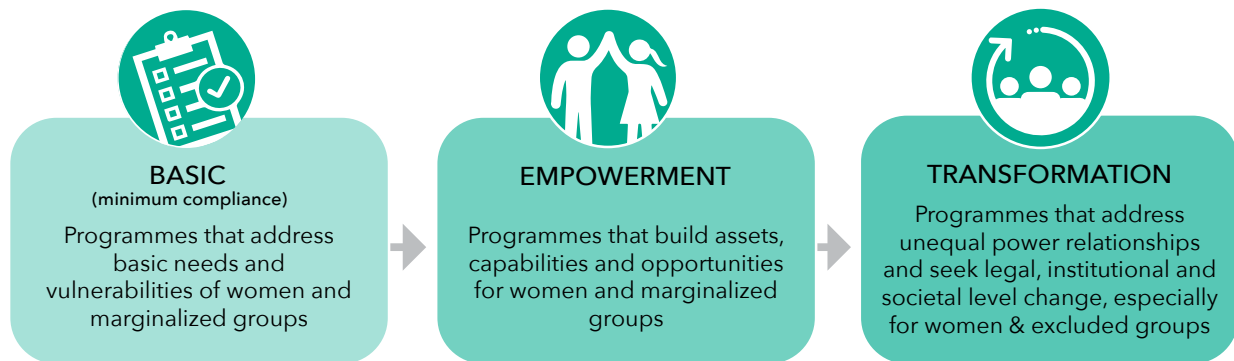 BASIC
(minimum compliance)
Programmes that address
basic needs and
vulnerabilities of women and
marginalized groups
EMPOWERMENT
Programmes that build assets,
capabilities and opportunities
for women and marginalized
groups
TRANSFORMATION
Programmes that address
unequal power relationships
and seek legal, institutional and
societal level change, especially
for women & excluded groups